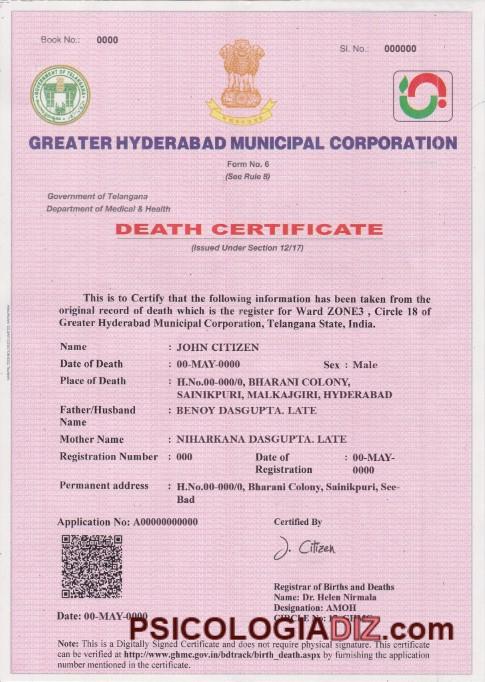 Book No.: 0000
Sl. No.: 000000
GOVERNMENT OF TELANGANA
GREATER HYDERABAD MUNICIPAL CORPORATION
Form No. 6
(See Rule 8)
Government of Telangana
Department of Medical & Health
DEATH CERTIFICATE
(Issued Under Section 12/17)
This is to Certify that the following information has been taken from the
original record of death which is the register for Ward ZONE3 , Circle 18 of
Greater Hyderabad Municipal Corporation, Telangana State, India.
Name : JOHN CITIZEN
Date of Death : 00-MAY-0000 Sex : Male
Place of Death : H.No.00-000/0, BHARANI COLONY,
SAINIKPURI, MALKAJGIRI, HYDERABAD
Father/Husband : BENOY DASGUPTA. LATE
Name
Mother Name : NIHARKANA DASGUPTA. LATE
Registration Number : 000 Date of : 00-MAY-
Registration 0000
Permanent address : H.No.00-000/0, Bharani Colony, Sainikpuri, See-
Bad
Application No: A00000000000 Certified By
J. Citizen
Registrar of Births and Deaths
Name: Dr. Helen Nirmala
Designation: AMOH
CIRCLE No:
Date: 00-MAY-0000
PSICOLOGIADIZ.com
Note: This is a Digitally Signed Certificate and does not require physical signature. This certificate
can be verified at http://www.ghmc.gov.in/bdtrack/birth_death.aspx by furnishing the application
number mentioned in the certificate.